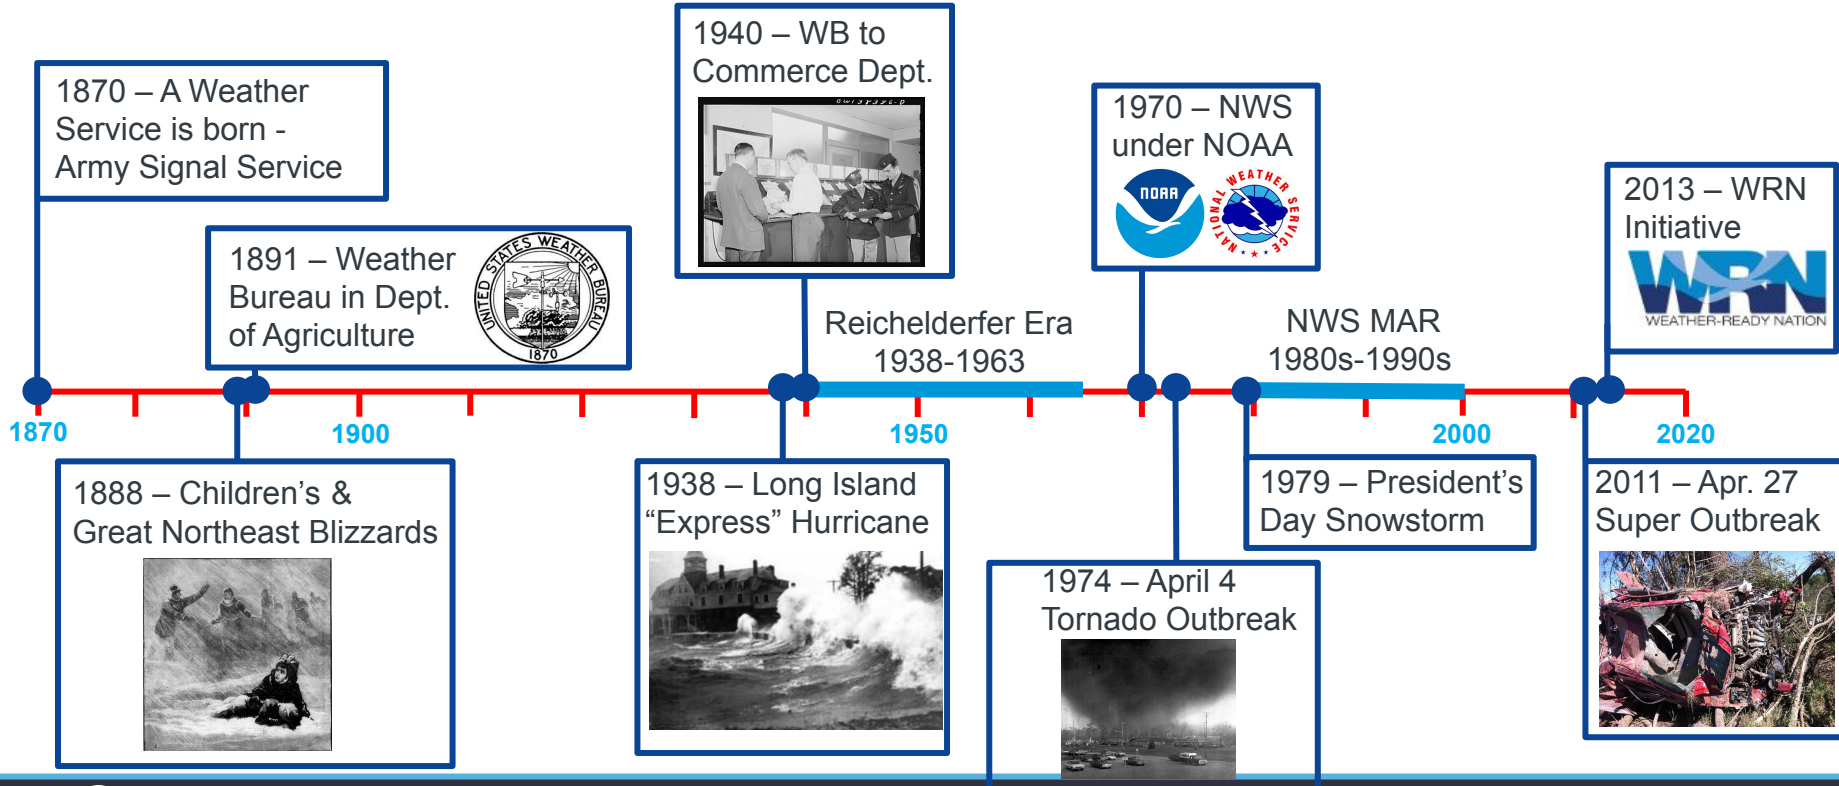 1870 – A Weather
Service is born -
Army Signal Service
1891 – Weather
Bureau in Dept.
of Agriculture
UNITED STATES WEATHER BUREAU
1870
1940 – WB to
Commerce Dept.
1970 – NWS
under NOAA
NOAA
NATIONAL WEATHER SERVICE
2013 – WRN
Initiative
WRN
WEATHER-READY NATION
Reichelderfer Era
1938-1963
NWS MAR
1980s-1990s
1870
1900
1950
2000
2020
1888 – Children’s &
Great Northeast Blizzards
1938 – Long Island
“Express” Hurricane
1974 – April 4
Tornado Outbreak
1979 – President’s
Day Snowstorm
2011 – Apr. 27
Super Outbreak